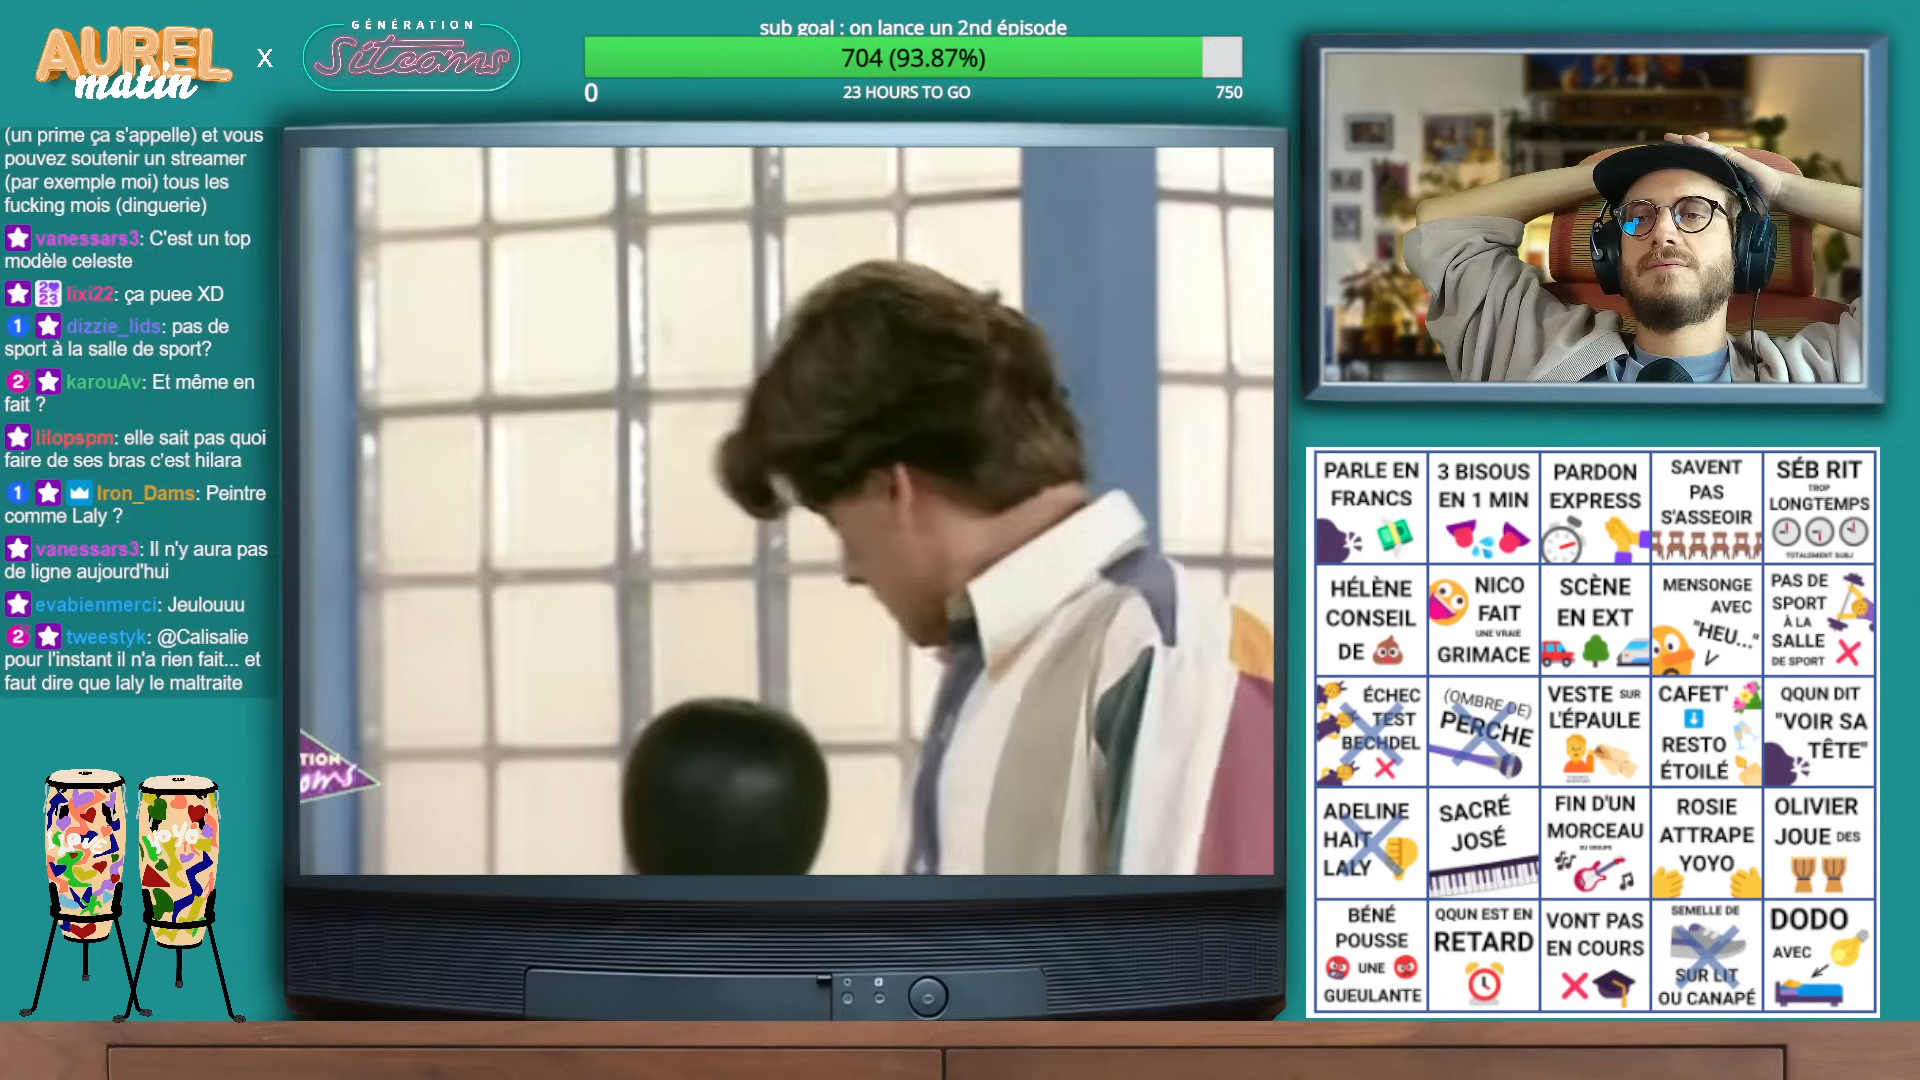 AUREL
matin
X
GÉNÉRATION
Sitcoms
sub goal : on lance un 2nd épisode
704 (93.87%)
0
23 HOURS TO GO
750
(un prime ça s'appelle) et vous
pouvez soutenir un streamer
(par exemple moi) tous les
fucking mois (dinguerie)
vanessars3: C'est un top
modèle celeste
lixi22: ça puee XD
1 dizzie_lids: pas de
sport à la salle de sport?
2 karouAv: Et même en
fait ?
lilopspm: elle sait pas quoi
faire de ses bras c'est hilara
1 Iron_Dams: Peintre
comme Laly ?
vanessars3: Il n'y aura pas
de ligne aujourd'hui
evabienmerci: Jeulouuu
2 tweestyk: @Calisalie
pour l'instant il n'a rien fait... et
faut dire que laly le maltraite
TION
oms
love
yoyo
PARLE EN
FRANCS
3 BISOUS
EN 1 MIN
PARDON
EXPRESS
SAVENT
PAS
S'ASSEOIR
SÉB RIT
TROP
LONGTEMPS
TOTALEMENT SUBJ
HÉLÈNE
CONSEIL
DE
NICO
FAIT
UNE VRAIE
GRIMACE
SCÈNE
EN EXT
MENSONGE
AVEC
"HEU..."
PAS DE
SPORT
À LA
SALLE
DE SPORT
ÉCHEC
TEST
BECHDEL
(OMBRE DE)
PERCHE
VESTE SUR
L'ÉPAULE
CAFET'
RESTO
ÉTOILÉ
QQUN DIT
"VOIR SA
TÊTE"
ADELINE
HAIT
LALY
SACRÉ
JOSÉ
FIN D'UN
MORCEAU
DU GROUPE
ROSIE
ATTRAPE
YOYO
OLIVIER
JOUE DES
BÉNÉ
POUSSE
UNE
GUEULANTE
QQUN EST EN
RETARD
VONT PAS
EN COURS
SEMELLE DE
SUR LIT
OU CANAPÉ
DODO
AVEC